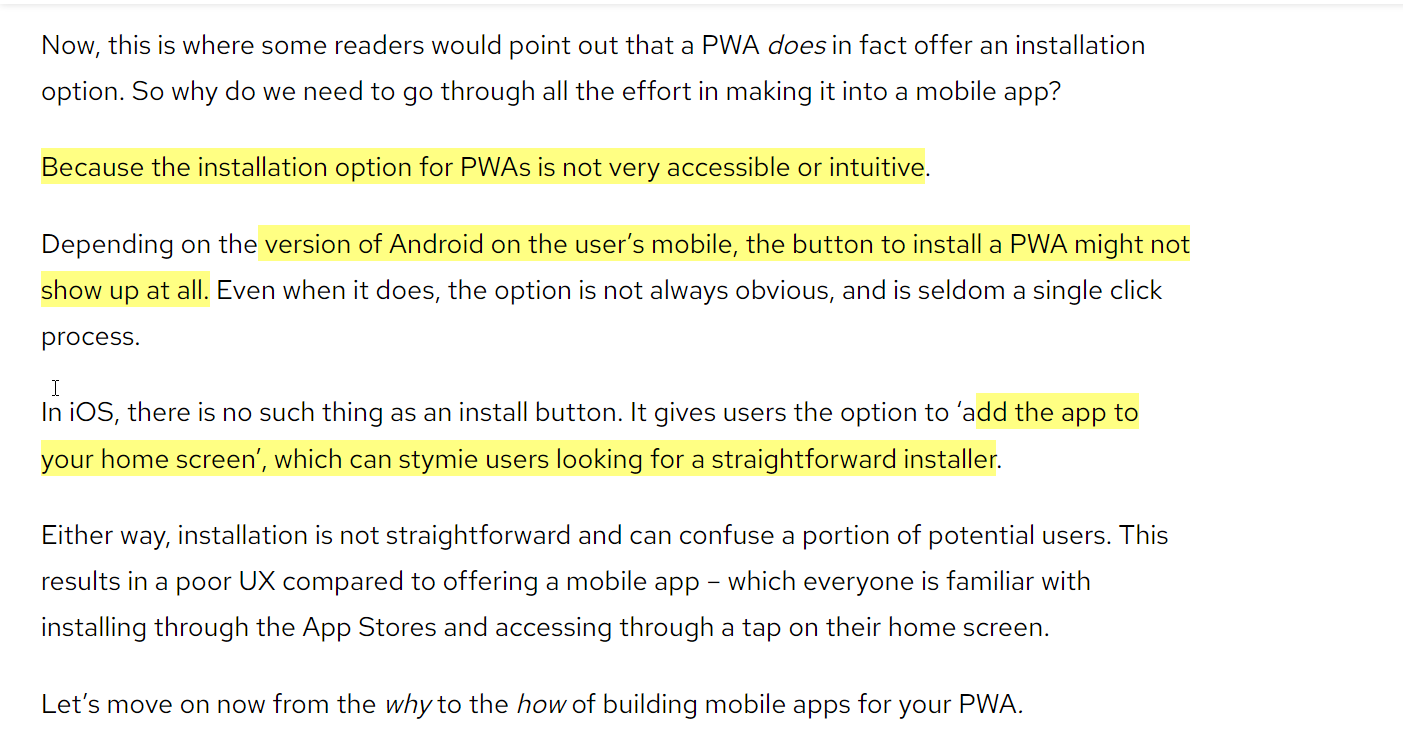 Now, this is where some readers would point out that a PWA does in fact offer an installation
option. So why do we need to go through all the effort in making it into a mobile app?
Because the installation option for PWAs is not very accessible or intuitive.
Depending on the version of Android on the user’s mobile, the button to install a PWA might not
show up at all. Even when it does, the option is not always obvious, and is seldom a single click
process.
In iOS, there is no such thing as an install button. It gives users the option to ‘add the app to
your home screen’, which can stymie users looking for a straightforward installer.
Either way, installation is not straightforward and can confuse a portion of potential users. This
results in a poor UX compared to offering a mobile app – which everyone is familiar with
installing through the App Stores and accessing through a tap on their home screen.
Let’s move on now from the why to the how of building mobile apps for your PWA.